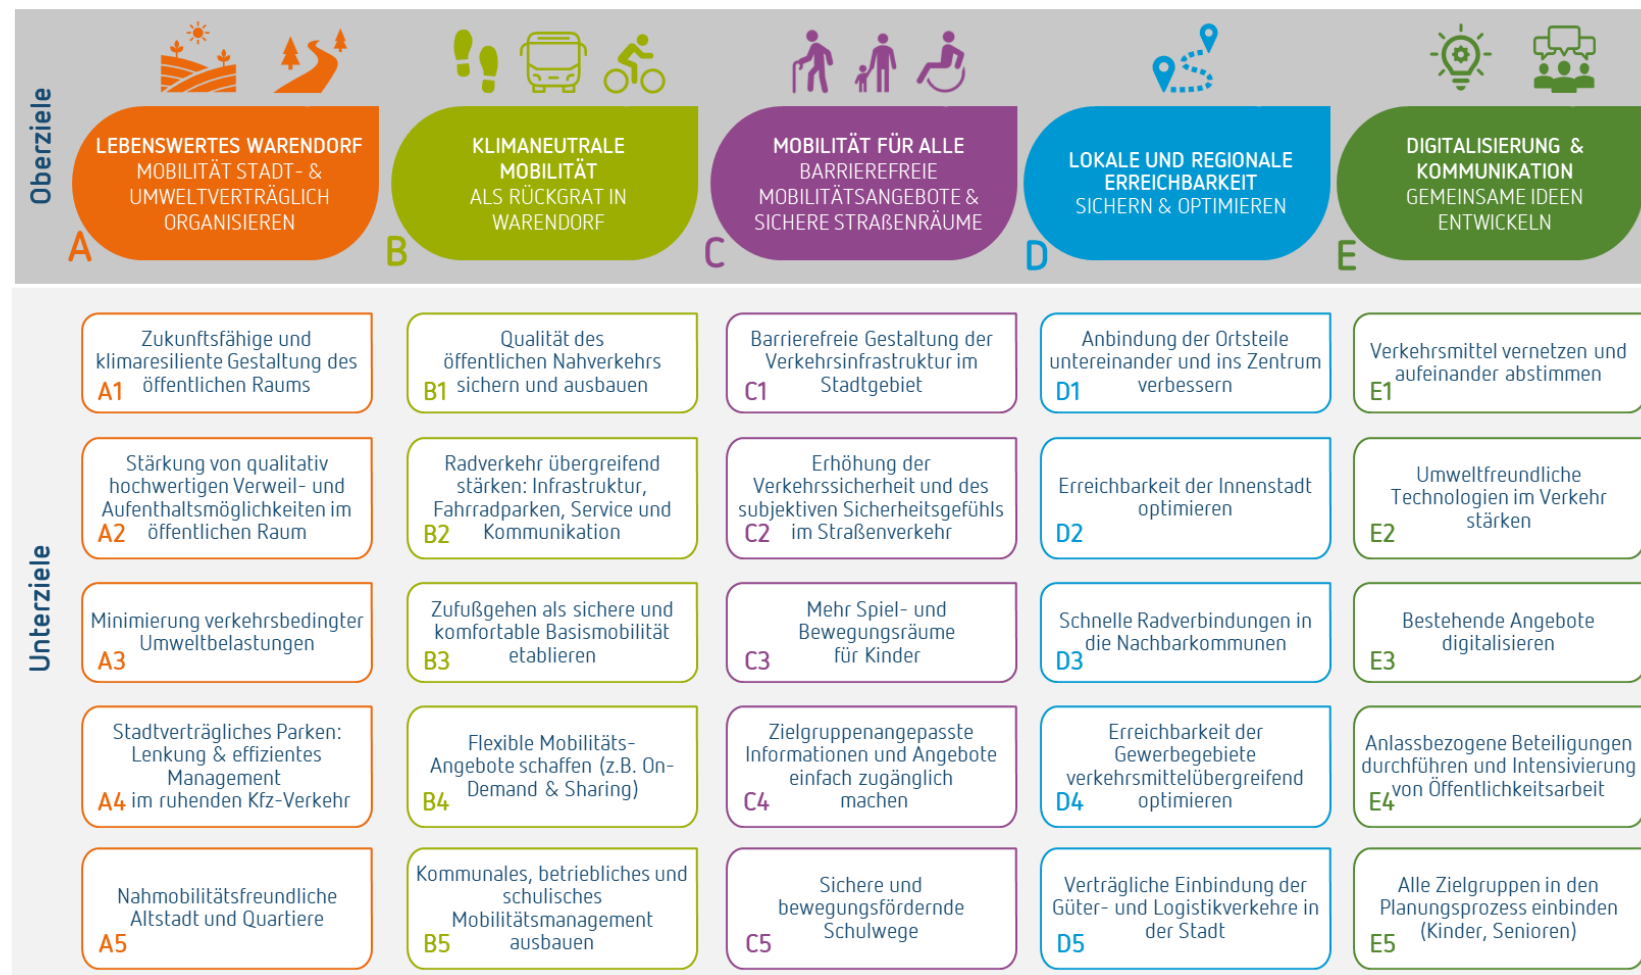 Oberziele
LEBENSWERTES WARENDORF
MOBILITÄT STADT- &
UMWELTVERTRÄGLICH
ORGANISIEREN
A
KLIMANEUTRALE
MOBILITÄT
ALS RÜCKGRAT IN
WARENDORF
B
MOBILITÄT FÜR ALLE
BARRIEREFREIE
MOBILITÄTSANGEBOTE &
SICHERE STRAßENRÄUME
C
LOKALE UND REGIONALE
ERREICHBARKEIT
SICHERN & OPTIMIEREN
D
DIGITALISIERUNG &
KOMMUNIKATION
GEMEINSAME IDEEN
ENTWICKELN
E
Unterziele
Zukunftsfähige und
klimaresiliente Gestaltung des
öffentlichen Raums
A1
Qualität des
öffentlichen Nahverkehrs
sichern und ausbauen
B1
Barrierefreie Gestaltung der
Verkehrsinfrastruktur im
Stadtgebiet
C1
Anbindung der Ortsteile
untereinander und ins Zentrum
verbessern
D1
Verkehrsmittel vernetzen und
aufeinander abstimmen
E1
Stärkung von qualitativ
hochwertigen Verweil- und
Aufenthaltsmöglichkeiten im
öffentlichen Raum
A2
Radverkehr übergreifend
stärken: Infrastruktur,
Fahrradparken, Service und
Kommunikation
B2
Erhöhung der
Verkehrssicherheit und des
subjektiven Sicherheitsgefühls
im Straßenverkehr
C2
Erreichbarkeit der Innenstadt
optimieren
D2
Umweltfreundliche
Technologien im Verkehr
stärken
E2
Minimierung verkehrsbedingter
Umweltbelastungen
A3
Zufußgehen als sichere und
komfortable Basismobilität
etablieren
B3
Mehr Spiel- und
Bewegungsräume
für Kinder
C3
Schnelle Radverbindungen in
die Nachbarkommunen
D3
Bestehende Angebote
digitalisieren
E3
Stadtverträgliches Parken:
Lenkung & effizientes
Management
im ruhenden Kfz-Verkehr
A4
Flexible Mobilitäts-
Angebote schaffen (z.B. On-
Demand & Sharing)
B4
Zielgruppenangepasste
Informationen und Angebote
einfach zugänglich
machen
C4
Erreichbarkeit der
Gewerbegebiete
verkehrsmittelübergreifend
optimieren
D4
Anlassbezogene Beteiligungen
durchführen und Intensivierung
von Öffentlichkeitsarbeit
E4
Nahmobilitätsfreundliche
Altstadt und Quartiere
A5
Kommunales, betriebliches und
schulisches
Mobilitätsmanagement
ausbauen
B5
Sichere und
bewegungsfördernde
Schulwege
C5
Verträgliche Einbindung der
Güter- und Logistikverkehre in
der Stadt
D5
Alle Zielgruppen in den
Planungsprozess einbinden
(Kinder, Senioren)
E5